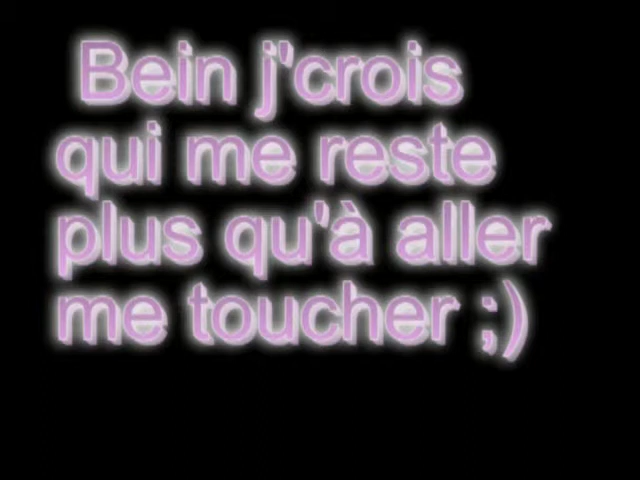 Bein j'crois
qui me reste
plus qu'à aller
me toucher ;)